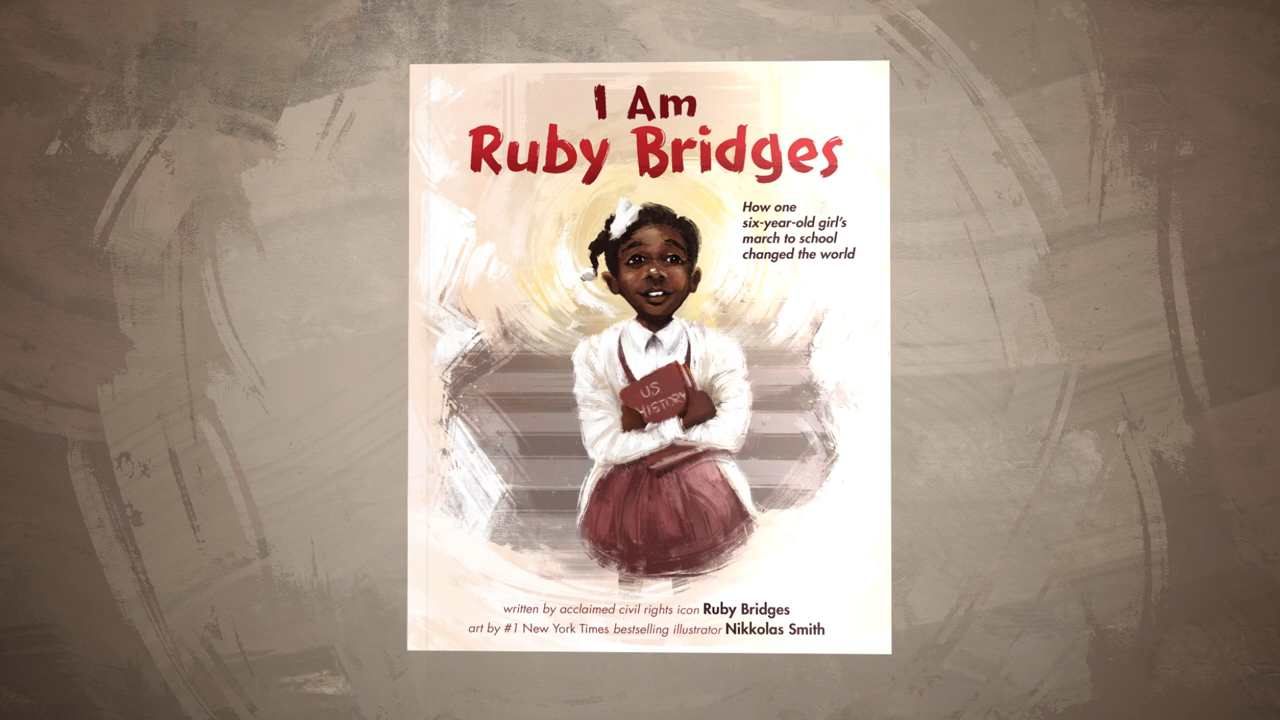 I Am
Ruby Bridges
How one
six-year-old girl's
march to school
changed the world
U.S.
HISTORY
written by acclaimed civil rights icon Ruby Bridges
art by #1 New York Times bestselling illustrator Nikkolas Smith